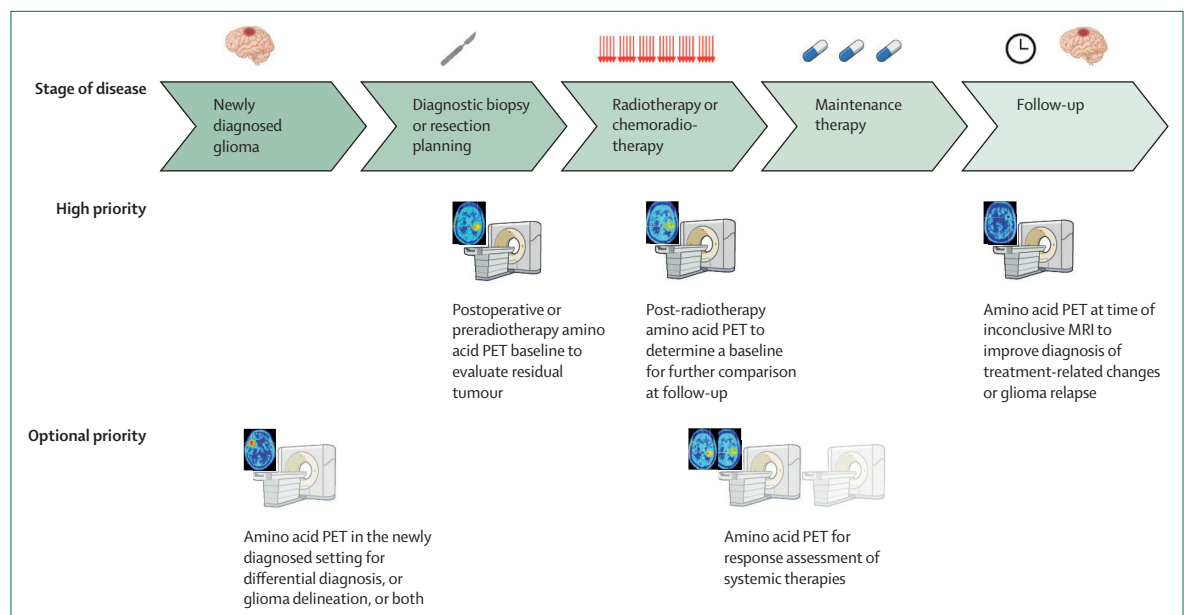 Stage of disease
Newly
diagnosed
glioma
Diagnostic biopsy
or resection
planning
Radiotherapy or
chemoradio-
therapy
Maintenance
therapy
Follow-up
High priority
Postoperative or
preradiotherapy amino
acid PET baseline to
evaluate residual
tumour
Post-radiotherapy
amino acid PET to
determine a baseline
for further comparison
at follow-up
Amino acid PET at time of
inconclusive MRI to
improve diagnosis of
treatment-related changes
or glioma relapse
Optional priority
Amino acid PET in the newly
diagnosed setting for
differential diagnosis, or
glioma delineation, or both
Amino acid PET for
response assessment of
systemic therapies